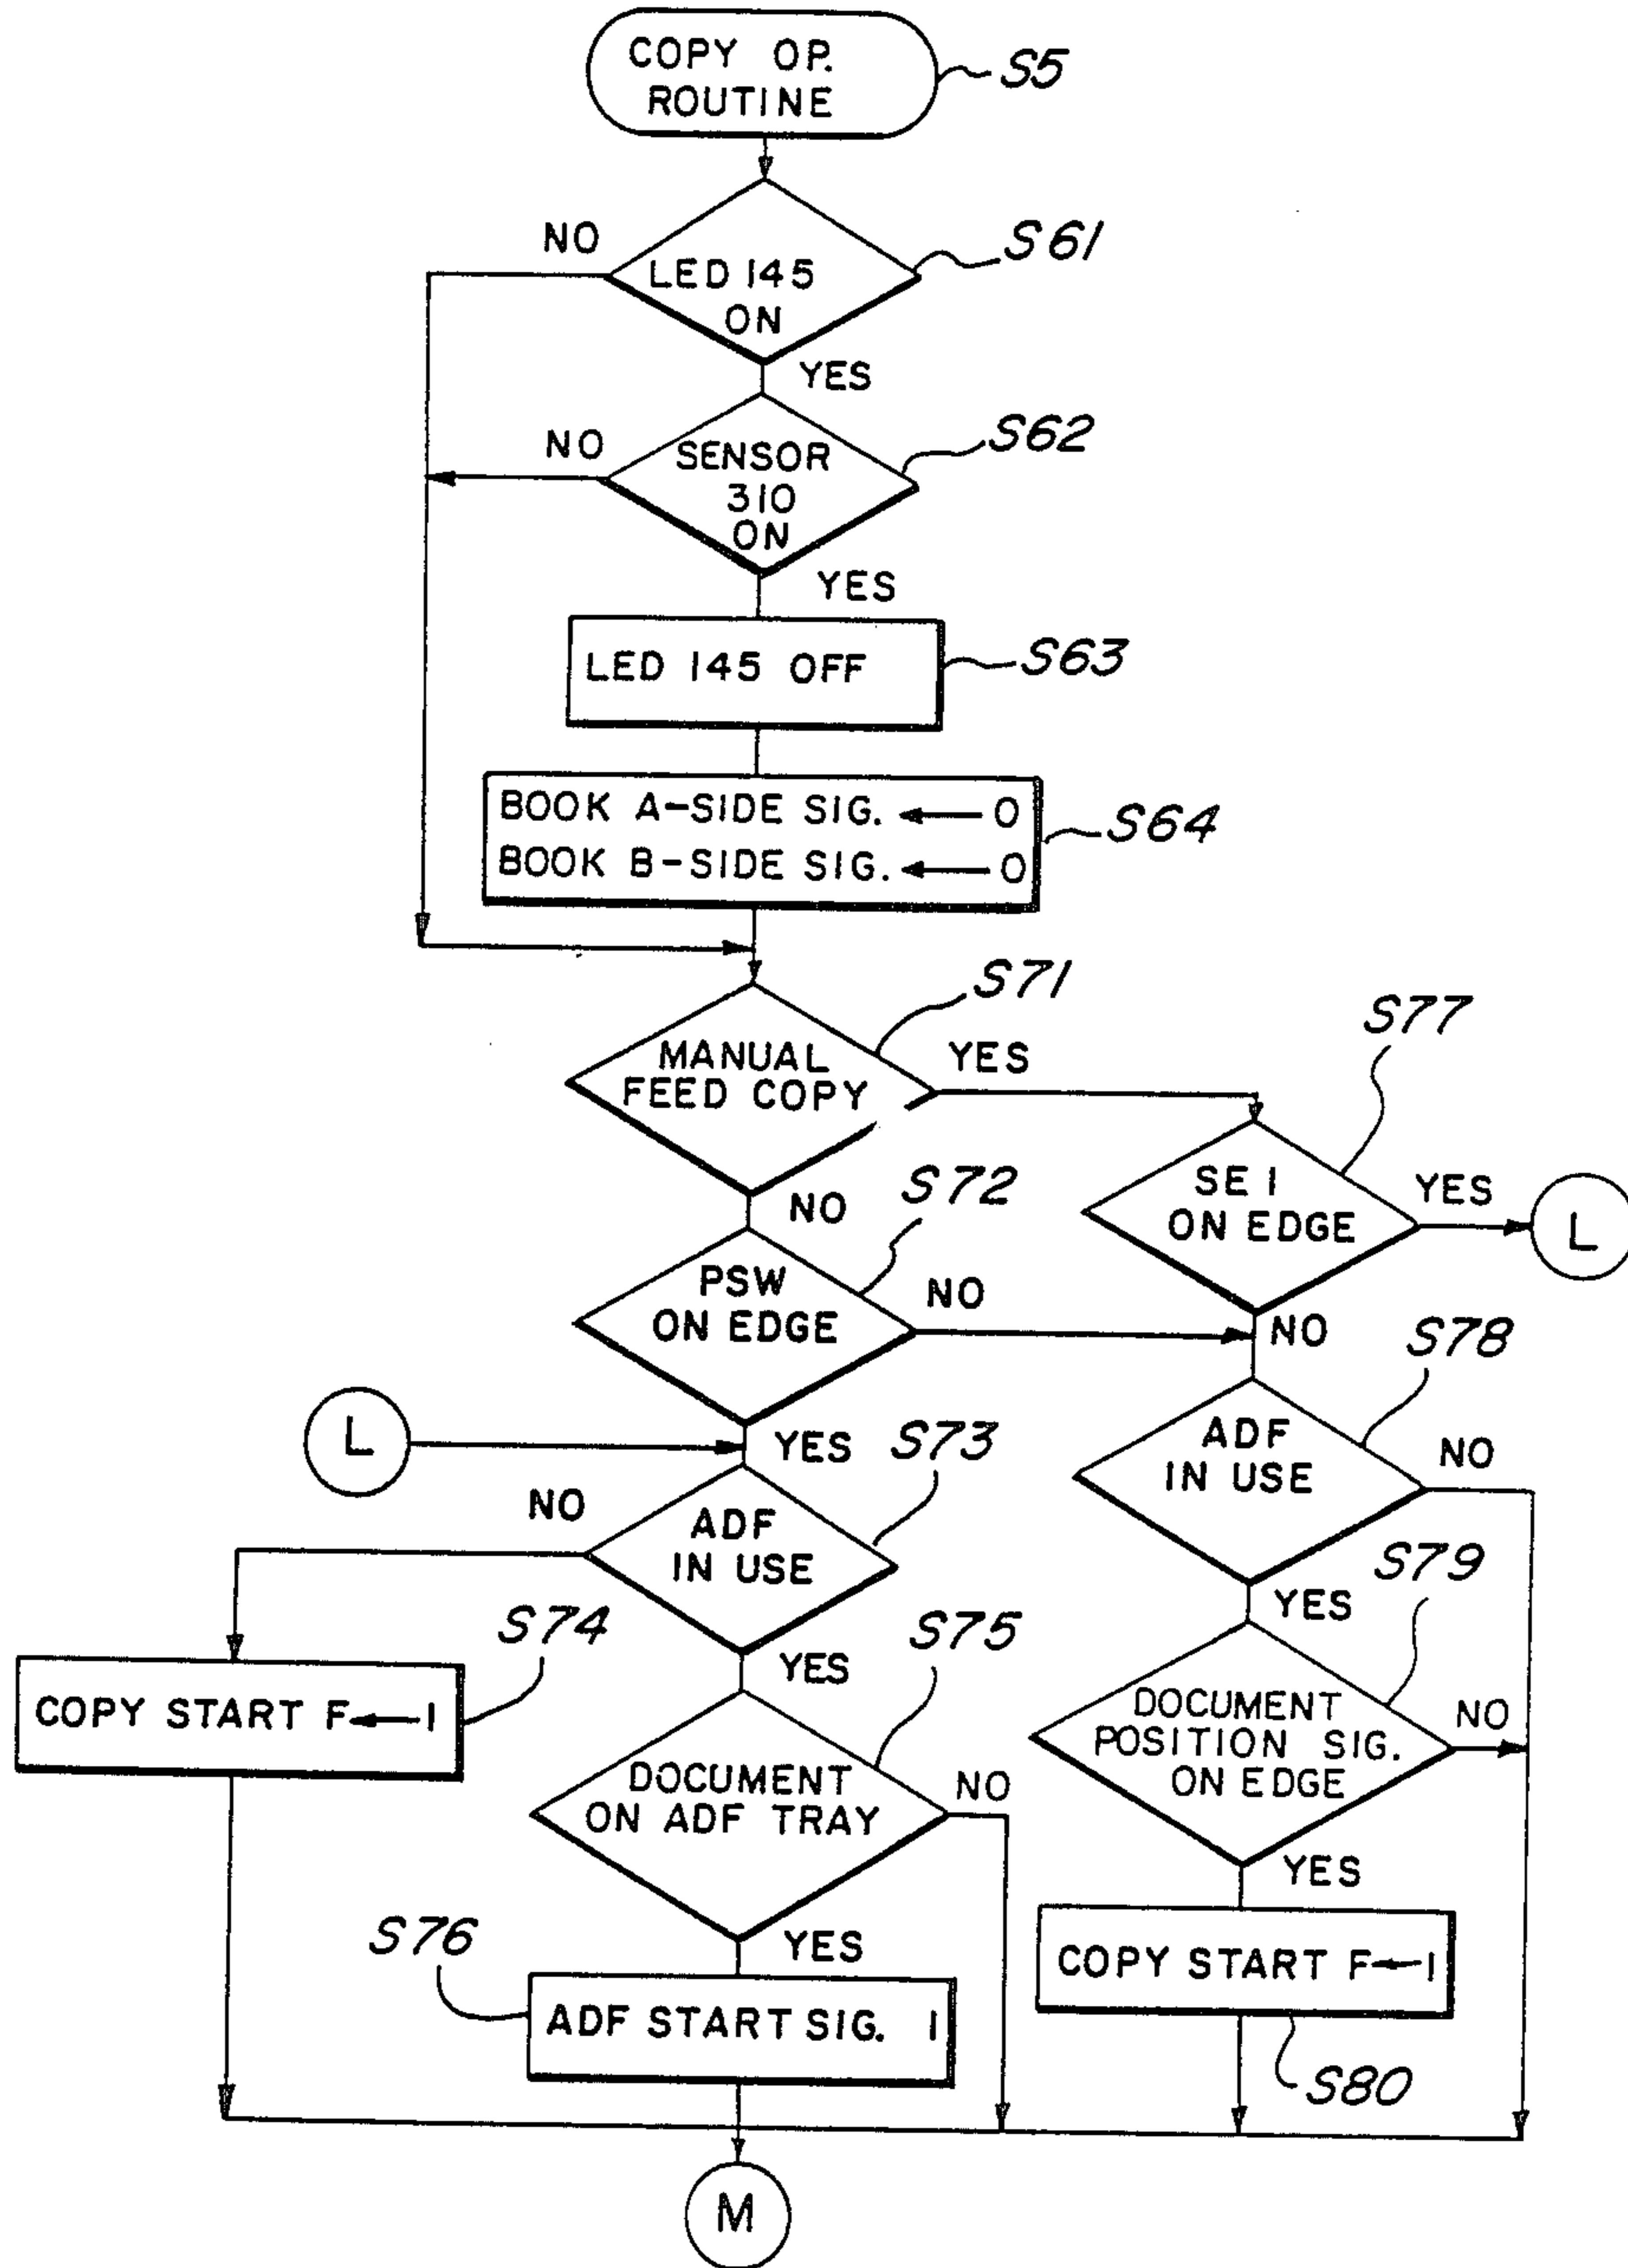 COPY OP.
ROUTINE
S5
S61
NO
LED 145
ON
YES
S62
NO
SENSOR
310
ON
YES
LED 145 OFF
S63
BOOK A-SIDE SIG. ← 0
BOOK B-SIDE SIG. ← 0
S64
S71
MANUAL
FEED COPY
YES
S77
NO
S72
SE 1
ON EDGE
YES
L
PSW
ON EDGE
NO
NO
S78
L
YES
S73
ADF
IN USE
NO
NO
ADF
IN USE
S79
YES
S74
S75
YES
COPY START F ← 1
DOCUMENT
POSITION SIG.
ON EDGE
NO
DOCUMENT
ON ADF TRAY
NO
YES
S76
YES
COPY START F ← 1
ADF START SIG. 1
S80
M